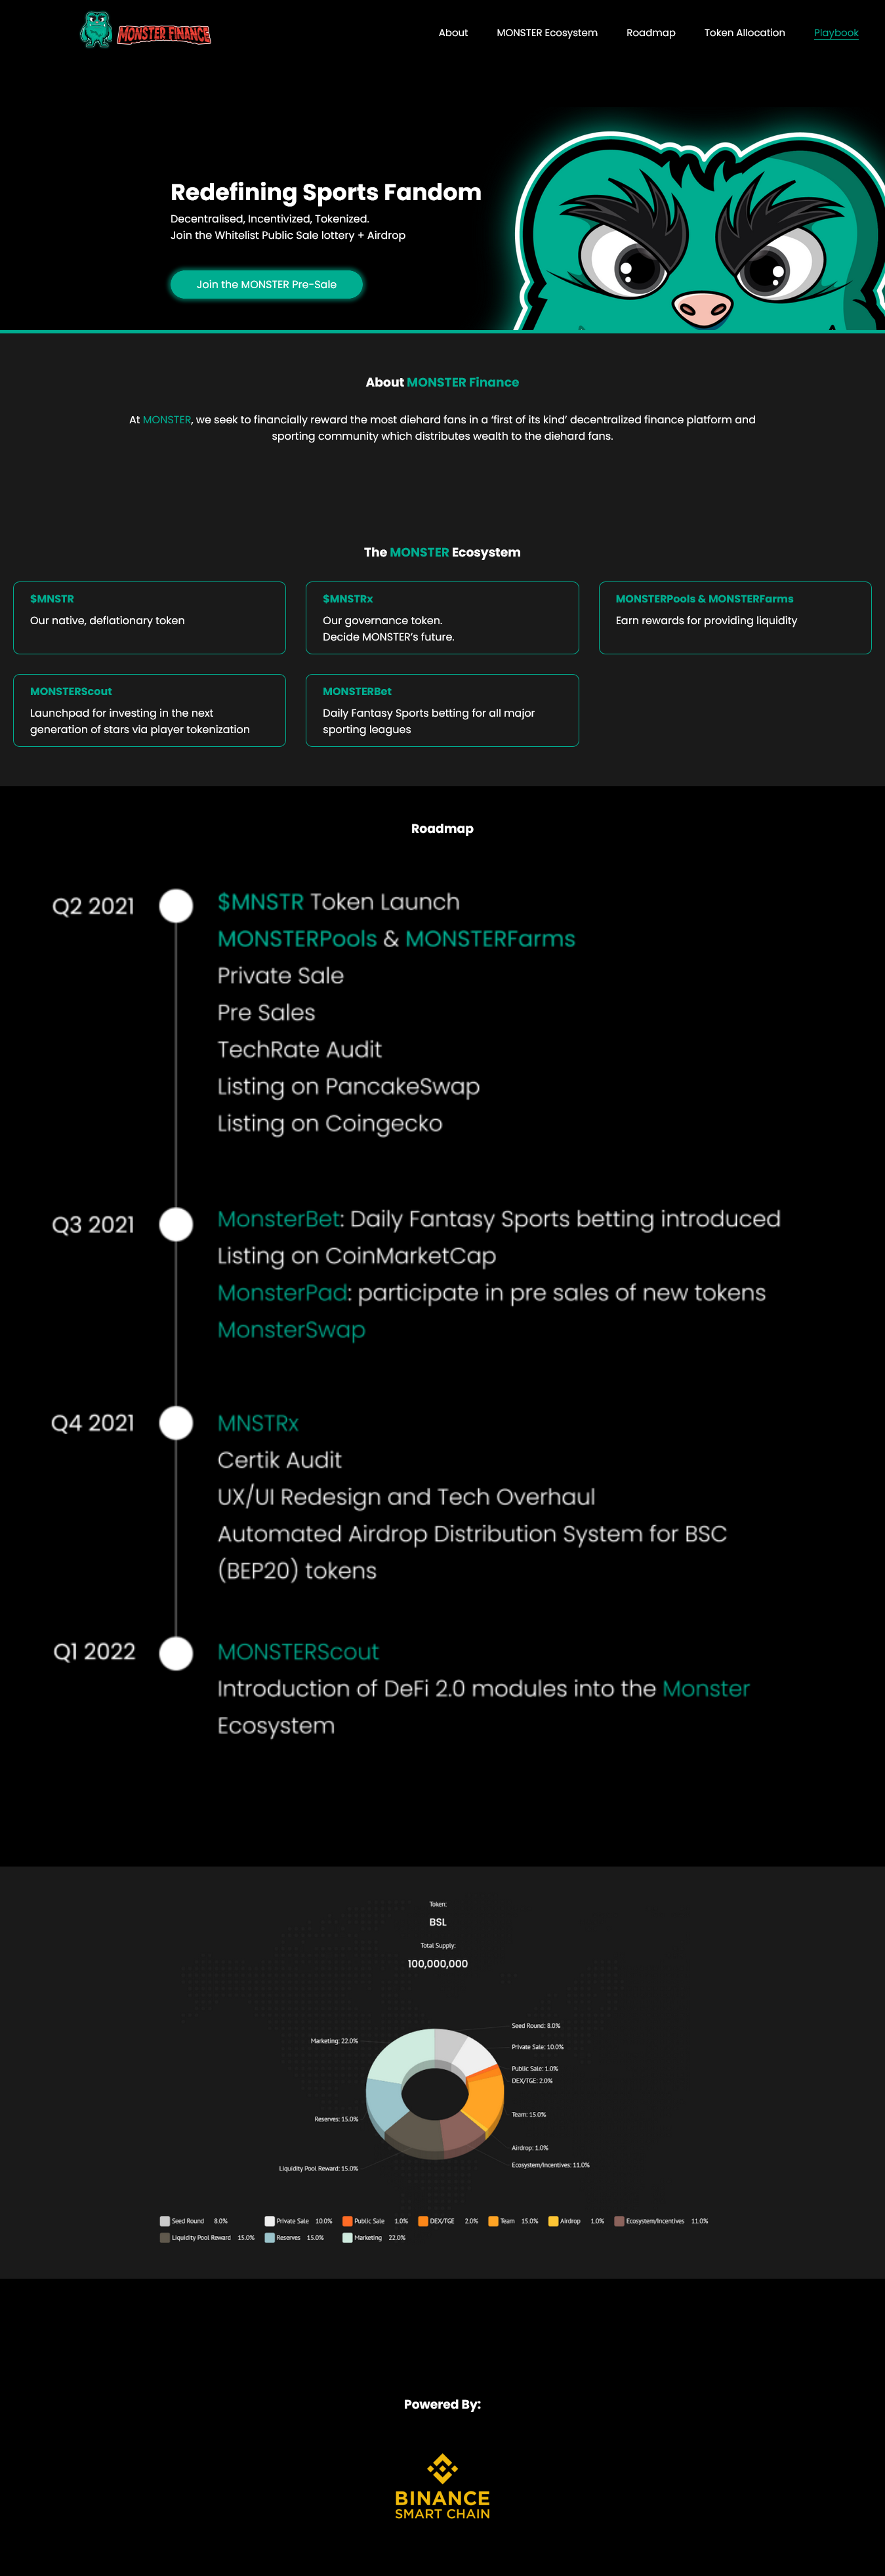 MONSTER FINANCE
About
MONSTER Ecosystem
Roadmap
Token Allocation
Playbook
Redefining Sports Fandom
Decentralised, Incentivized, Tokenized.
Join the Whitelist Public Sale lottery + Airdrop
Join the MONSTER Pre-Sale
About MONSTER Finance
At MONSTER, we seek to financially reward the most diehard fans in a ‘first of its kind’ decentralized finance platform and
sporting community which distributes wealth to the diehard fans.
The MONSTER Ecosystem
$MNSTR
Our native, deflationary token
$MNSTRx
Our governance token.
Decide MONSTER’s future.
MONSTERPools & MONSTERFarms
Earn rewards for providing liquidity
MONSTERScout
Launchpad for investing in the next
generation of stars via player tokenization
MONSTERBet
Daily Fantasy Sports betting for all major
sporting leagues
Roadmap
Q2 2021
$MNSTR Token Launch
MONSTERPools & MONSTERFarms
Private Sale
Pre Sales
TechRate Audit
Listing on PancakeSwap
Listing on Coingecko
Q3 2021
MonsterBet: Daily Fantasy Sports betting introduced
Listing on CoinMarketCap
MonsterPad: participate in pre sales of new tokens
MonsterSwap
Q4 2021
MNSTRx
Certik Audit
UX/UI Redesign and Tech Overhaul
Automated Airdrop Distribution System for BSC
(BEP20) tokens
Q1 2022
MONSTERScout
Introduction of DeFi 2.0 modules into the Monster
Ecosystem
Token:
BSL
Total Supply:
100,000,000
Seed Round: 8.0%
Marketing: 22.0%
Private Sale: 10.0%
Public Sale: 1.0%
DEX/TGE: 2.0%
Team: 15.0%
Reserves: 15.0%
Airdrop: 1.0%
Ecosystem/Incentives: 11.0%
Liquidity Pool Reward: 15.0%
Seed Round 8.0% Private Sale 10.0% Public Sale 1.0% DEX/TGE 2.0% Team 15.0% Airdrop 1.0% Ecosystem/Incentives 11.0%
Liquidity Pool Reward 15.0% Reserves 15.0% Marketing 22.0%
Powered By:
BINANCE
SMART CHAIN